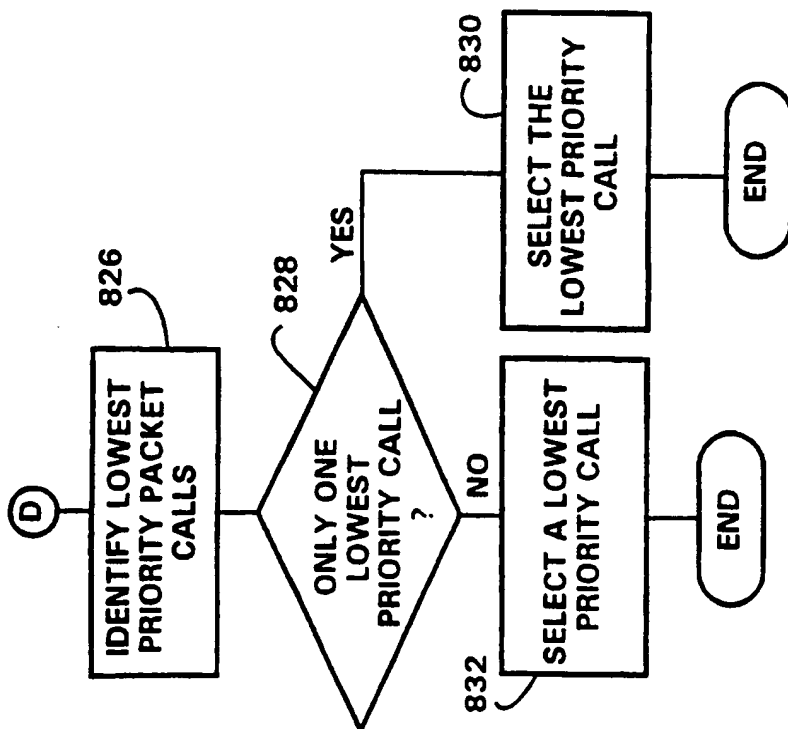 D
826
IDENTIFY LOWEST
PRIORITY PACKET
CALLS
828
ONLY ONE
LOWEST
PRIORITY CALL
?
YES
NO
830
SELECT THE
LOWEST PRIORITY
CALL
832
SELECT A LOWEST
PRIORITY CALL
END
END